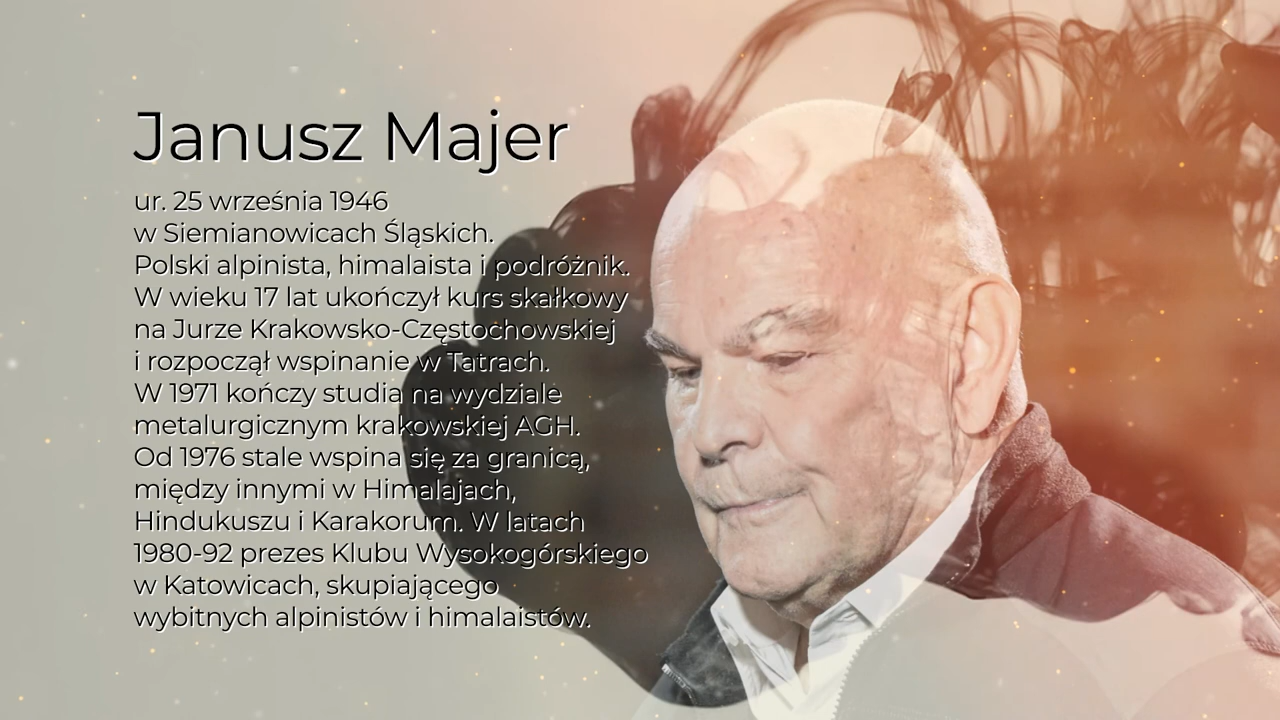 Janusz Majer
ur. 25 września 1946
w Siemianowicach Śląskich.
Polski alpinista, himalaista i podróżnik.
W wieku 17 lat ukończył kurs skałkowy
na Jurze Krakowsko-Częstochowskiej
i rozpoczął wspinanie w Tatrach.
W 1971 kończy studia na wydziale
metalurgicznym krakowskiej AGH.
Od 1976 stale wspina się za granicą,
między innymi w Himalajach,
Hindukuszu i Karakorum. W latach
1980-92 prezes Klubu Wysokogórskiego
w Katowicach, skupiającego
wybitnych alpinistów i himalaistów.